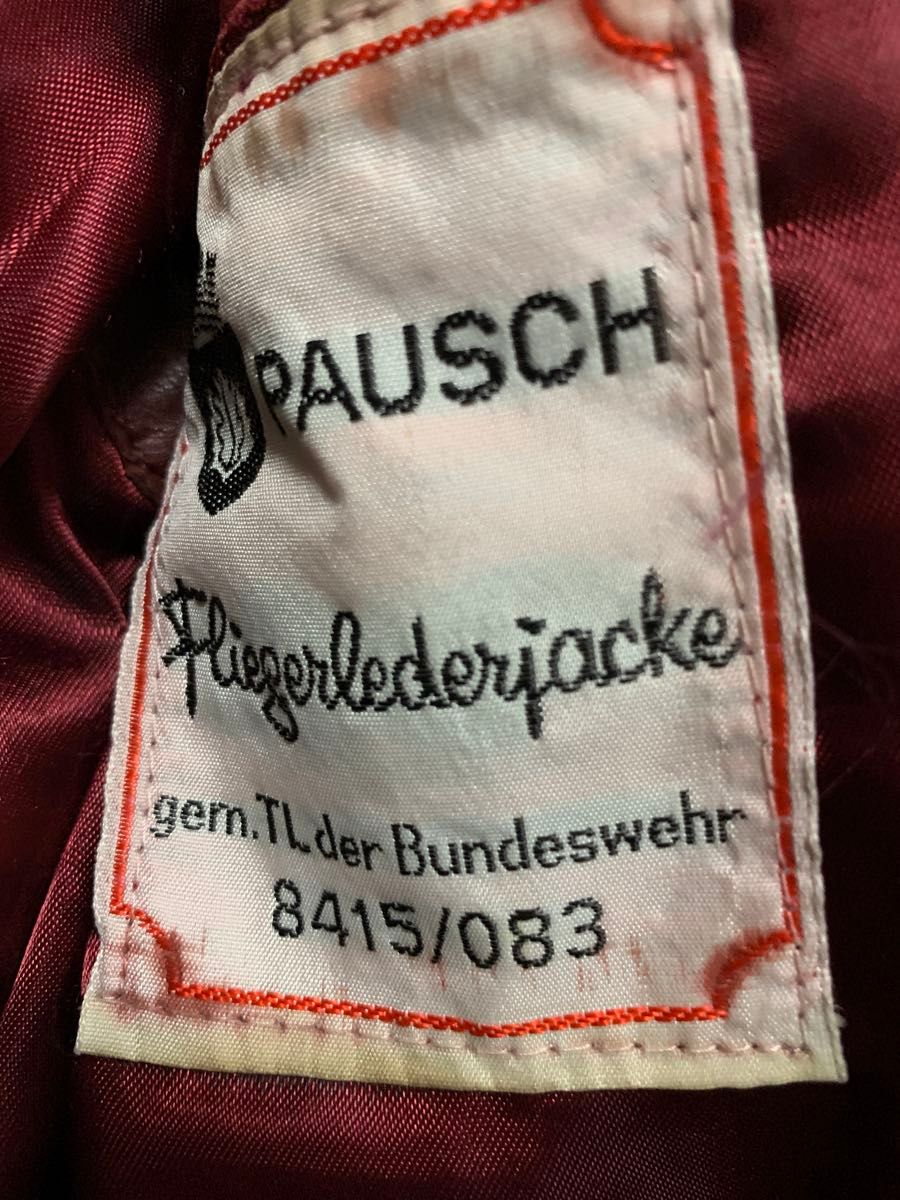 PAUSCH
Fliegerlederjacke
gem. TL der Bundeswehr
8415/083